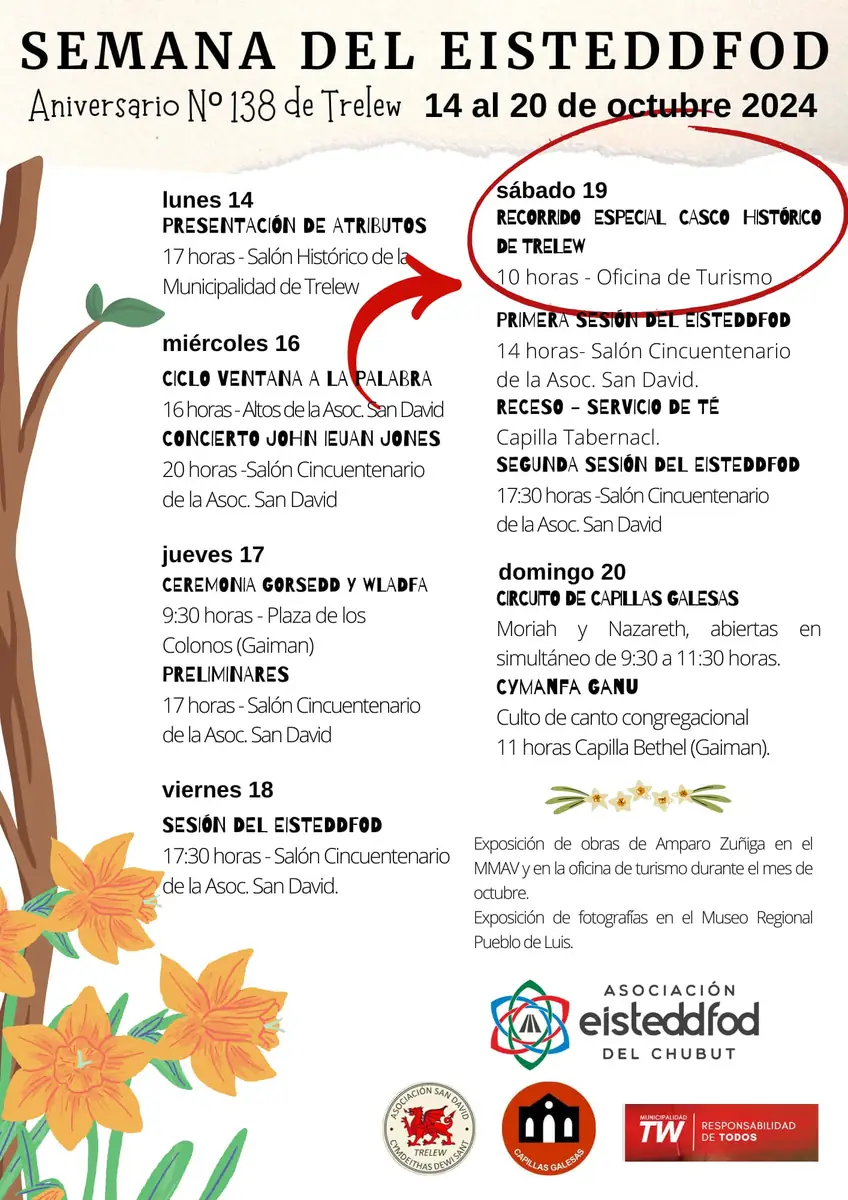 SEMANA DEL EISTEDDFOD
Aniversario Nº 138 de Trelew 14 al 20 de octubre 2024
lunes 14
PRESENTACIÓN DE ATRIBUTOS
17 horas - Salón Histórico de la
Municipalidad de Trelew
miércoles 16
CICLO VENTANA A LA PALABRA
16 horas - Altos de la Asoc. San David
CONCIERTO JOHN IEUAN JONES
20 horas -Salón Cincuentenario
de la Asoc. San David
jueves 17
CEREMONIA GORSEDD Y WLADFA
9:30 horas - Plaza de los
Colonos (Gaiman)
PRELIMINARES
17 horas - Salón Cincuentenario
de la Asoc. San David
viernes 18
SESIÓN DEL EISTEDDFOD
17:30 horas - Salón Cincuentenario
de la Asoc. San David.
sábado 19
RECORRIDO ESPECIAL CASCO HISTÓRICO
DE TRELEW
10 horas - Oficina de Turismo
PRIMERA SESIÓN DEL EISTEDDFOD
14 horas- Salón Cincuentenario
de la Asoc. San David.
RECESO - SERVICIO DE TÉ
Capilla Tabernacl.
SEGUNDA SESIÓN DEL EISTEDDFOD
17:30 horas -Salón Cincuentenario
de la Asoc. San David
domingo 20
CIRCUITO DE CAPILLAS GALESAS
Moriah y Nazareth, abiertas en
simultáneo de 9:30 a 11:30 horas.
CYMANFA GANU
Culto de canto congregacional
11 horas Capilla Bethel (Gaiman).
Exposición de obras de Amparo Zuñiga en el
MMAV y en la oficina de turismo durante el mes de
octubre.
Exposición de fotografías en el Museo Regional
Pueblo de Luis.
ASOCIACIÓN
eisteddfod
DEL CHUBUT
ASOCIACIÓN SAN DAVID
TRELEW
CYMDEITHAS DEWI SANT
CAPILLAS GALESAS
MUNICIPALIDAD
TW
RESPONSABILIDAD
DE TODOS